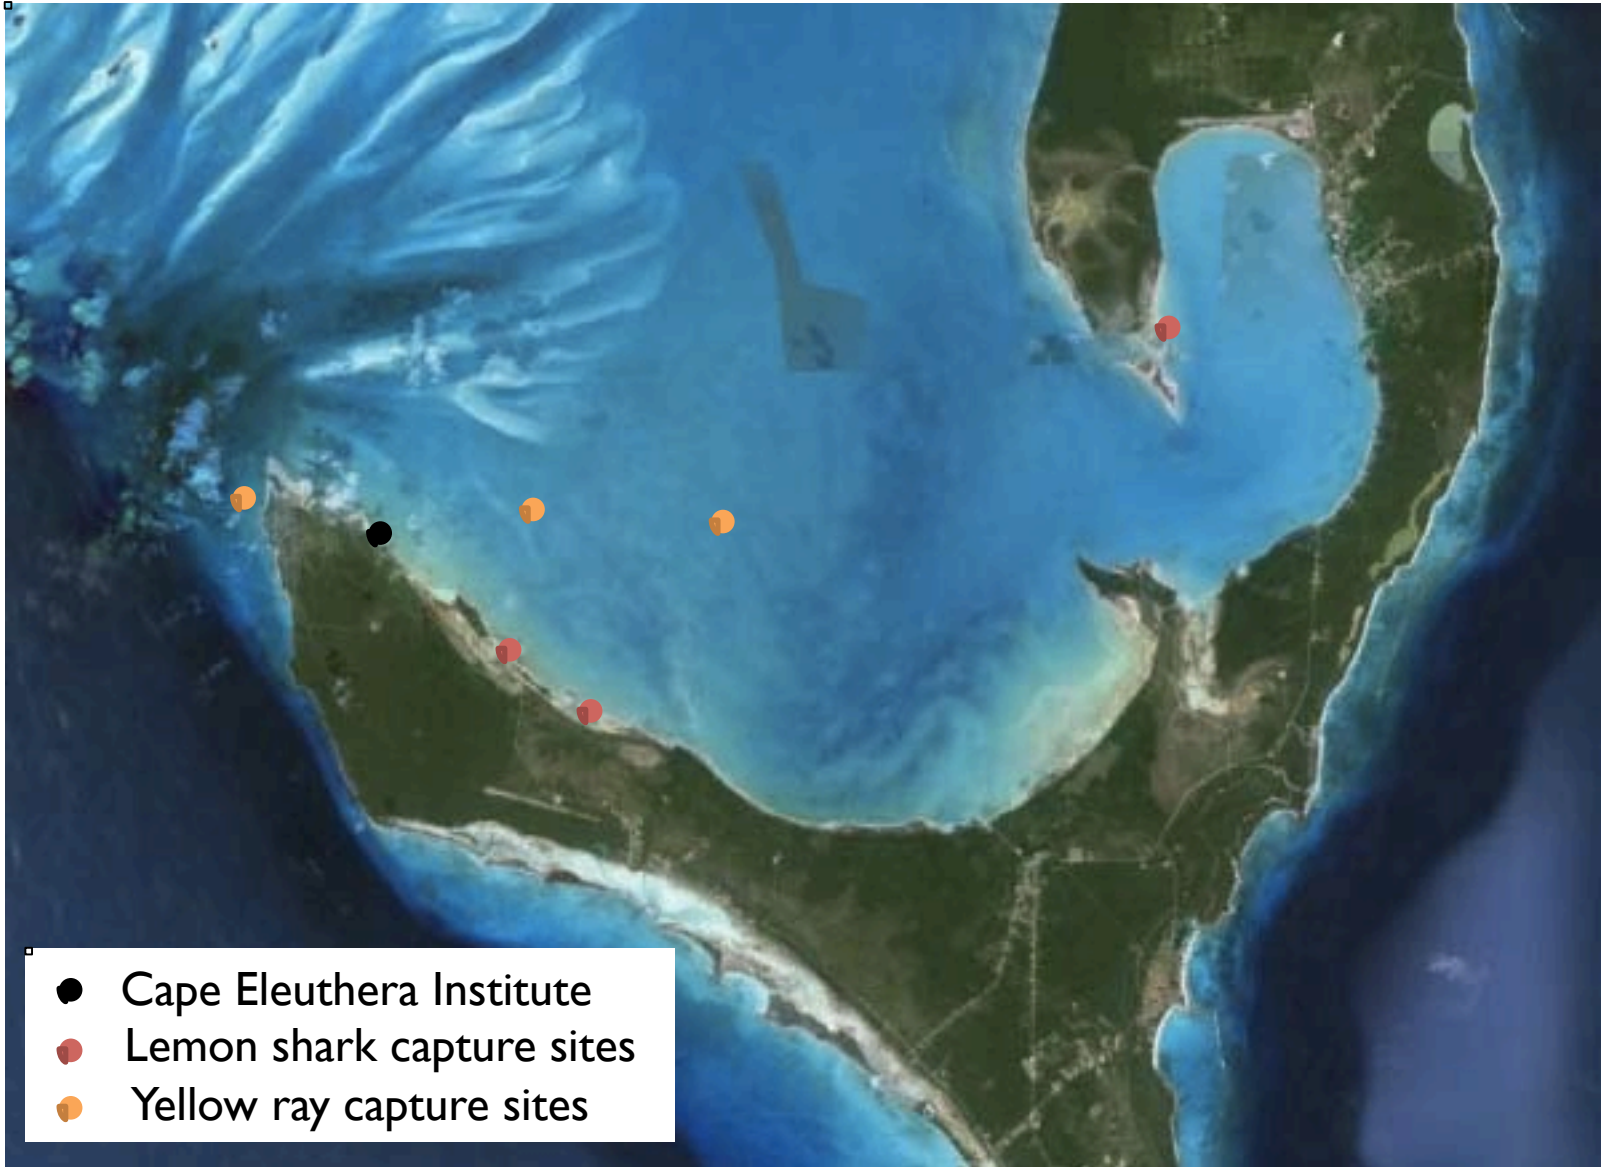 Cape Eleuthera Institute
Lemon shark capture sites
Yellow ray capture sites